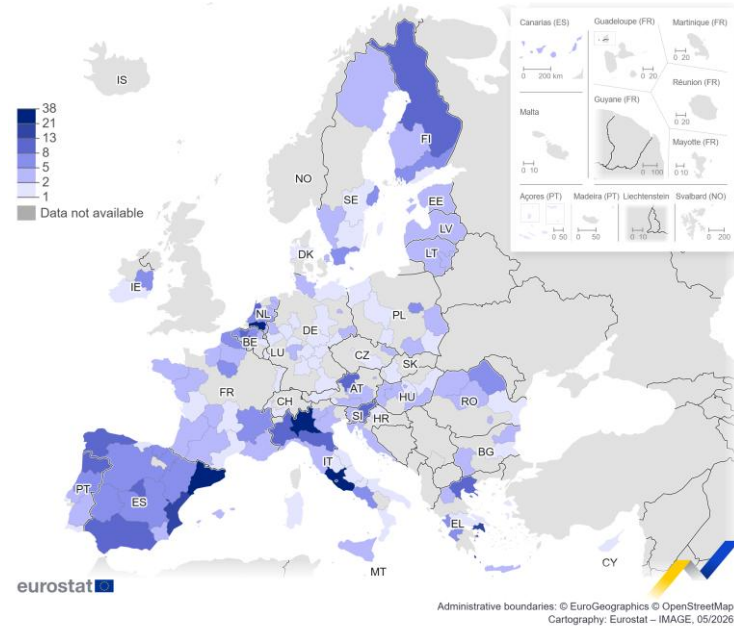 Canarias (ES)
0 200 km
Guadeloupe (FR)
0 20
Martinique (FR)
0 20
Guyane (FR)
0 100
Réunion (FR)
0 20
Malta
0 10
Mayotte (FR)
0 10
Açores (PT)
0 50
Madeira (PT)
0 50
Liechtenstein
0 10
Svalbard (NO)
0 200
38
21
13
8
5
2
1
Data not available
IS
NO
SE
FI
EE
LV
LT
DK
IE
NL
BE
LU
DE
PL
CZ
SK
FR
CH
AT
HU
SI
HR
RO
BG
IT
PT
ES
EL
MT
CY
eurostat
Administrative boundaries: © EuroGeographics © OpenStreetMap
Cartography: Eurostat – IMAGE, 05/2026